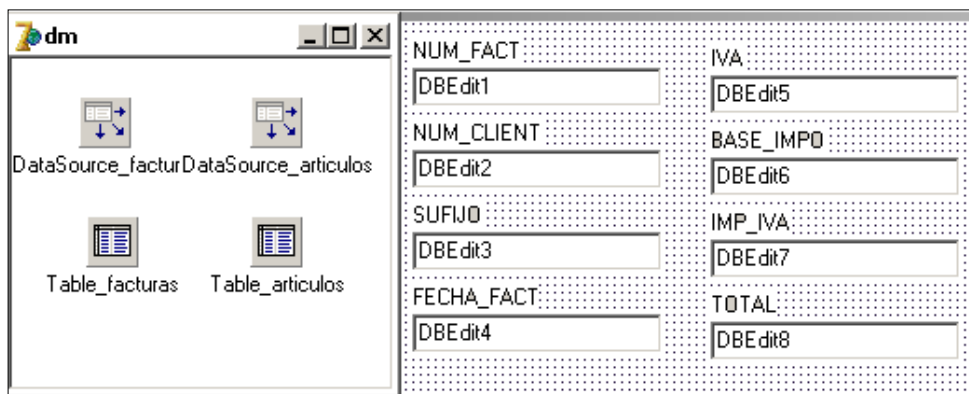 dm
DataSource_factur
DataSource_articulos
Table_facturas
Table_articulos
NUM_FACT
DBEdit1
NUM_CLIENT
DBEdit2
SUFIJO
DBEdit3
FECHA_FACT
DBEdit4
IVA
DBEdit5
BASE_IMPO
DBEdit6
IMP_IVA
DBEdit7
TOTAL
DBEdit8